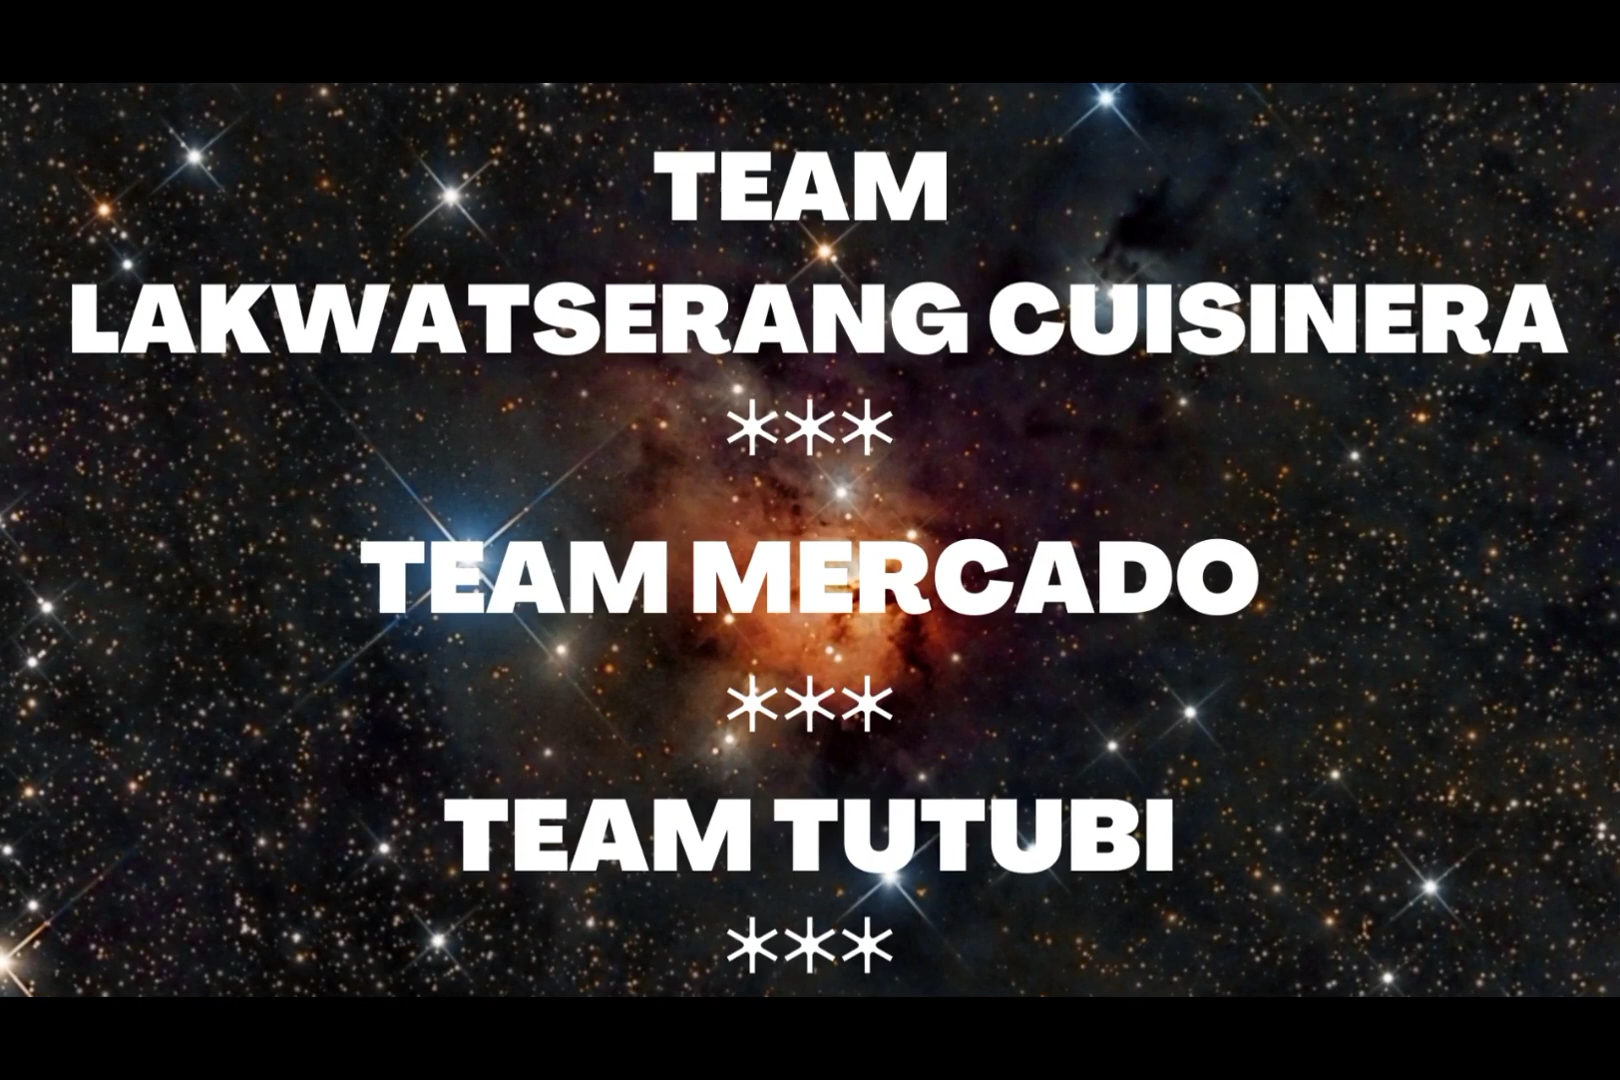 TEAM
LAKWATSERANG CUISINERA
***
TEAM MERCADO
***
TEAM TUTUBI
***